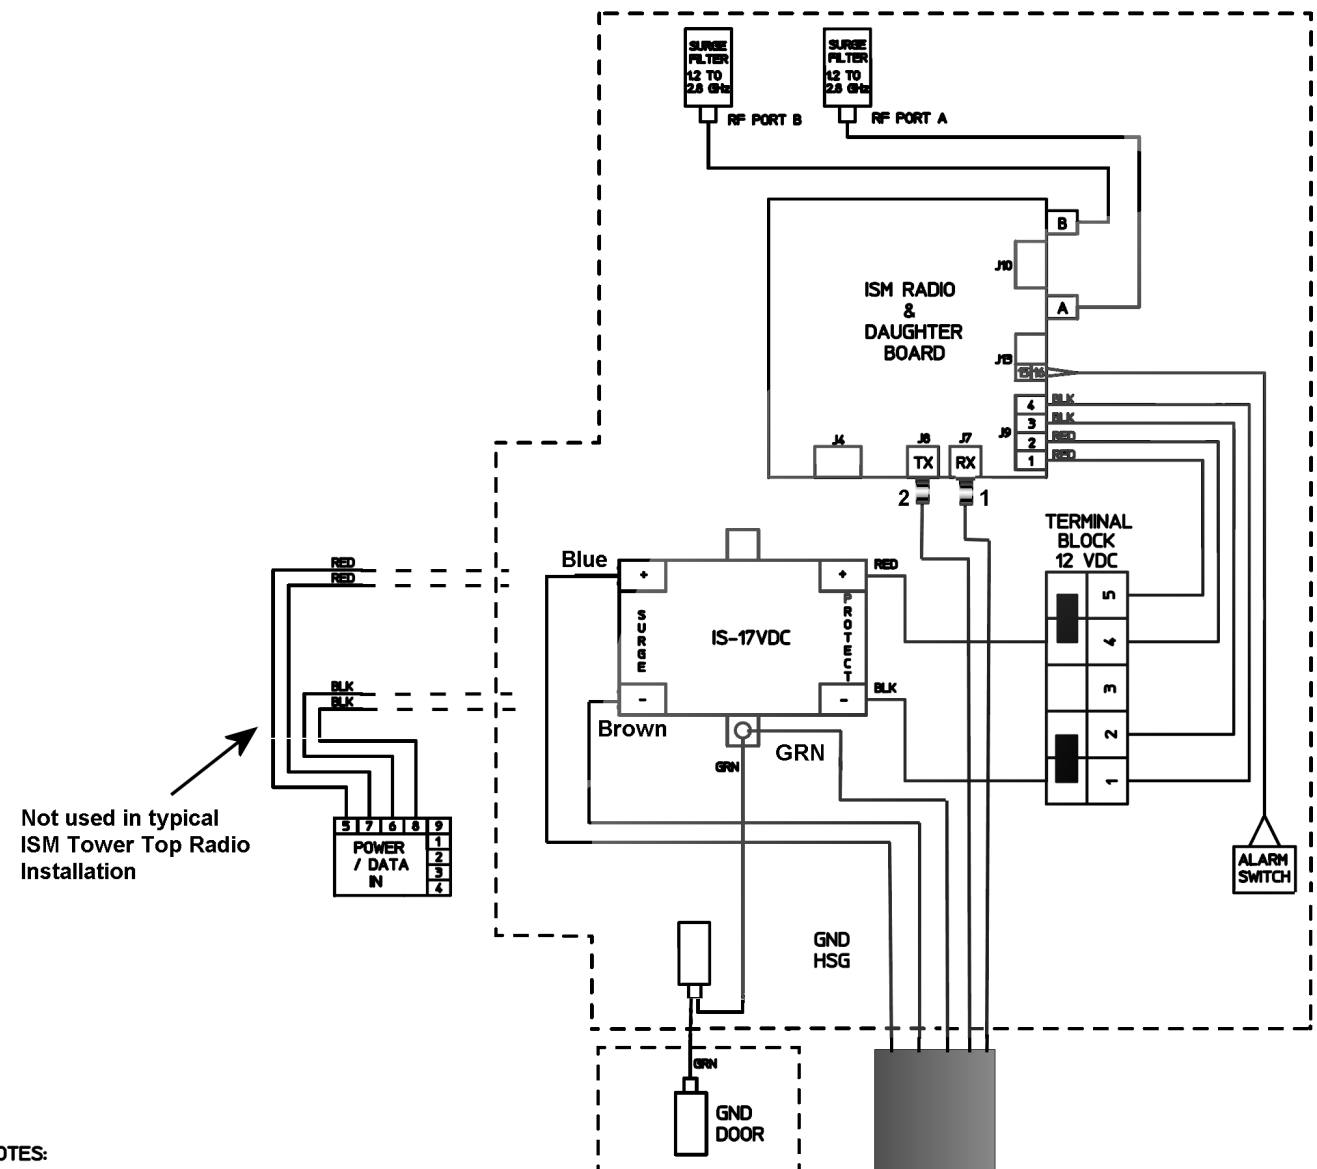 SURGE
FILTER
1.2 TO
2.8 GHz
RF PORT B
SURGE
FILTER
1.2 TO
2.8 GHz
RF PORT A
B
J10
ISM RADIO
&
DAUGHTER
BOARD
A
J13
15 16
4 BLK
3 BLK
J9
2 RED
1 RED
J4
J6
TX
J7
RX
2
1
TERMINAL
BLOCK
12 VDC
5
4
3
2
1
Blue
+
SURGE
-
Brown
IS-17VDC
+
PROTECT
-
RED
BLK
GRN
GRN
RED
RED
BLK
BLK
Not used in typical
ISM Tower Top Radio
Installation
5 7 6 8 9
1
2
3
4
POWER
/ DATA
IN
ALARM
SWITCH
GND
HSG
GRN
GND
DOOR
OTES: